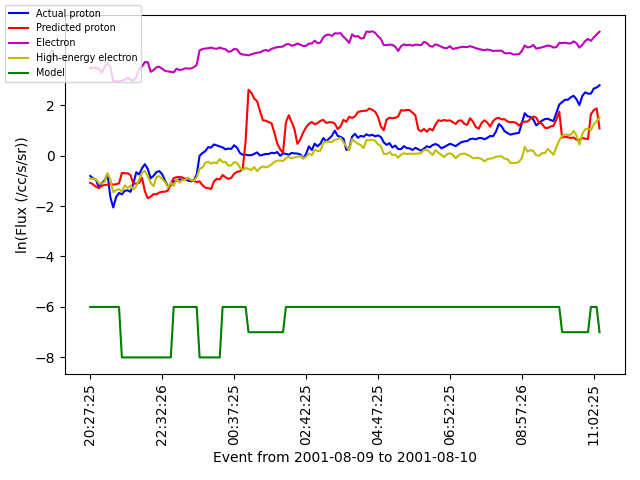 Actual proton
Predicted proton
Electron
High-energy electron
Model
ln(Flux (/cc/s/sr))
2
0
−2
−4
−6
−8
20:27:25
22:32:26
00:37:25
02:42:25
04:47:25
06:52:25
08:57:26
11:02:25
Event from 2001-08-09 to 2001-08-10